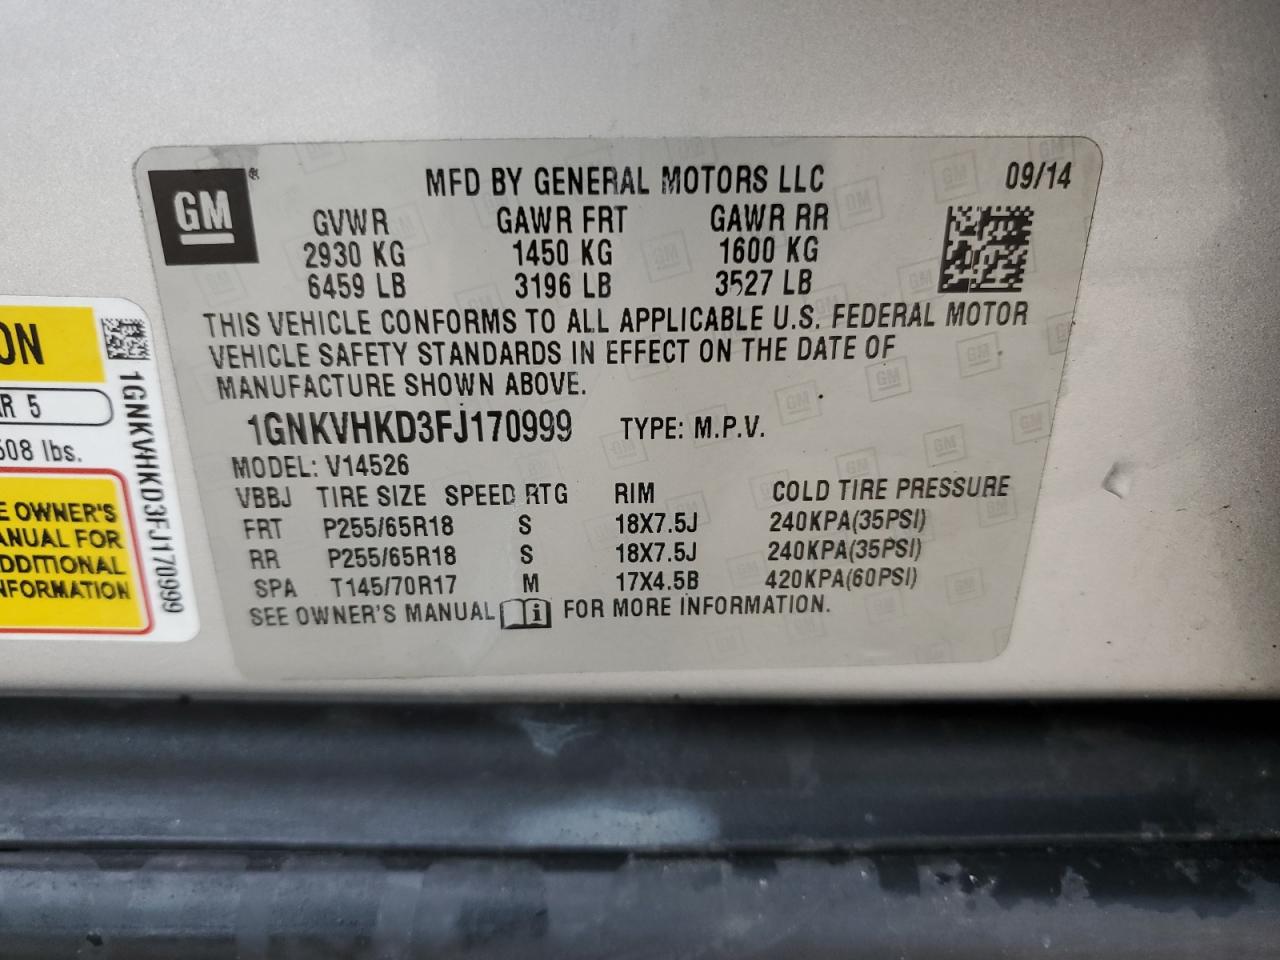 GM
MFD BY GENERAL MOTORS LLC 09/14
GVWR GAWR FRT GAWR RR
2930 KG 1450 KG 1600 KG
6459 LB 3196 LB 3527 LB
THIS VEHICLE CONFORMS TO ALL APPLICABLE U.S. FEDERAL MOTOR
VEHICLE SAFETY STANDARDS IN EFFECT ON THE DATE OF
MANUFACTURE SHOWN ABOVE.
1GNKVHKD3FJ170999 TYPE: M.P.V.
MODEL: V14526
VBBJ TIRE SIZE SPEED RTG RIM COLD TIRE PRESSURE
FRT P255/65R18 S 18X7.5J 240KPA(35PSI)
RR P255/65R18 S 18X7.5J 240KPA(35PSI)
SPA T145/70R17 M 17X4.5B 420KPA(60PSI)
SEE OWNER'S MANUAL i FOR MORE INFORMATION.
ON
R 5
608 lbs.
E OWNER'S
ANUAL FOR
DDITIONAL
NFORMATION
1GNKVHKD3FJ170999